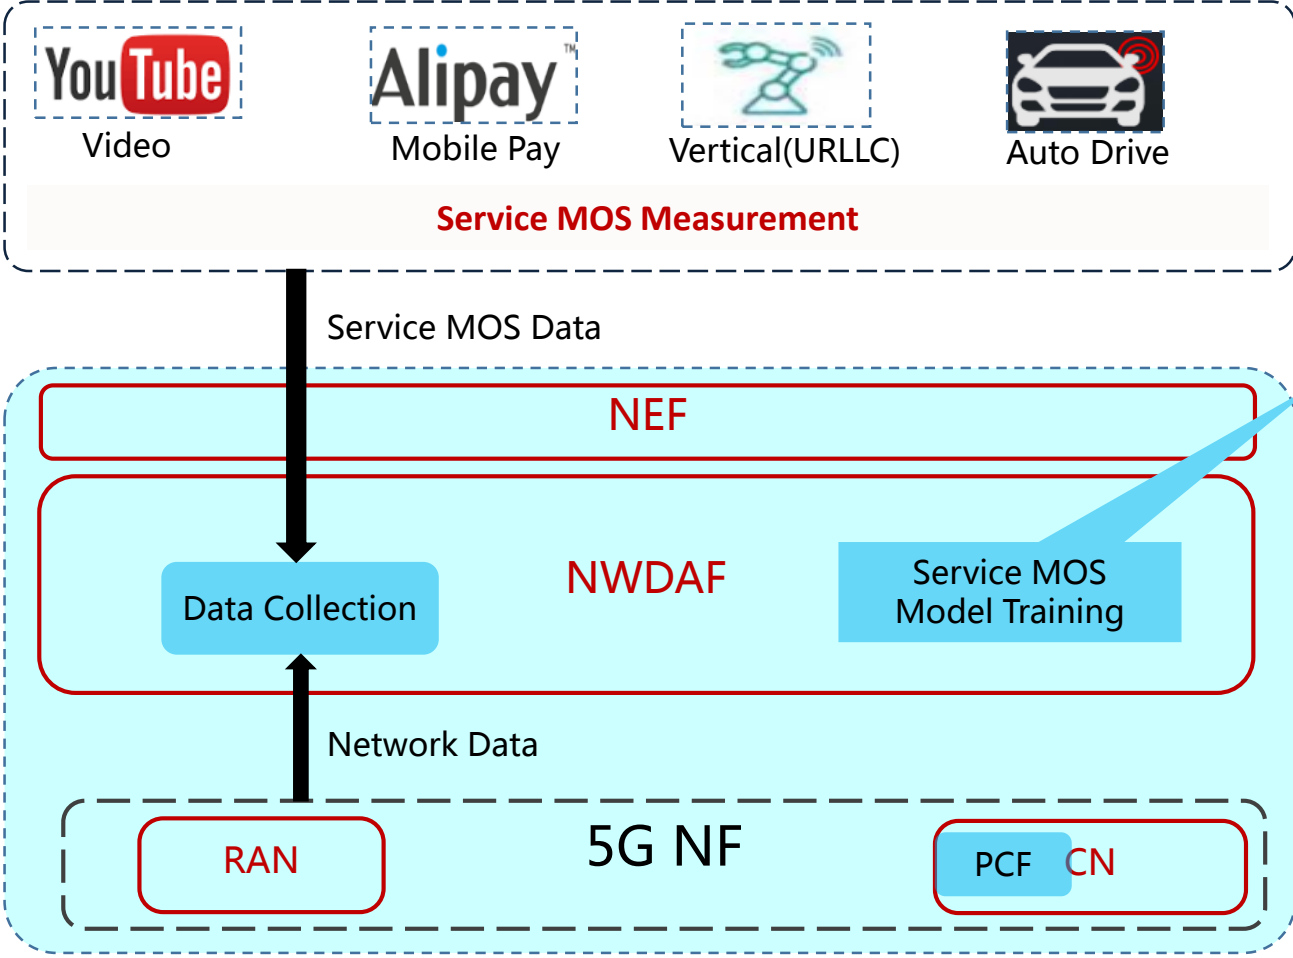 YouTube
Alipay™
Video
Mobile Pay
Vertical(URLLC)
Auto Drive
Service MOS Measurement
Service MOS Data
NEF
NWDAF
Service MOS
Model Training
Data Collection
Network Data
5G NF
RAN
PCF
CN